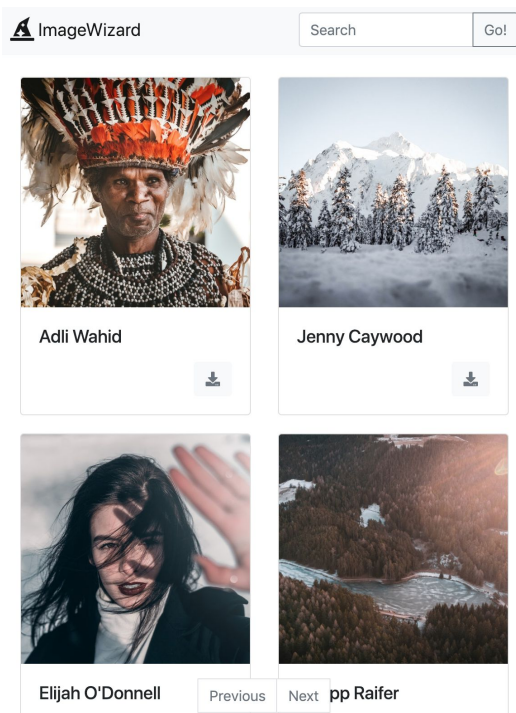 ImageWizard
Search
Go!
Adli Wahid
Jenny Caywood
Elijah O'Donnell
Previous
Next
pp Raifer